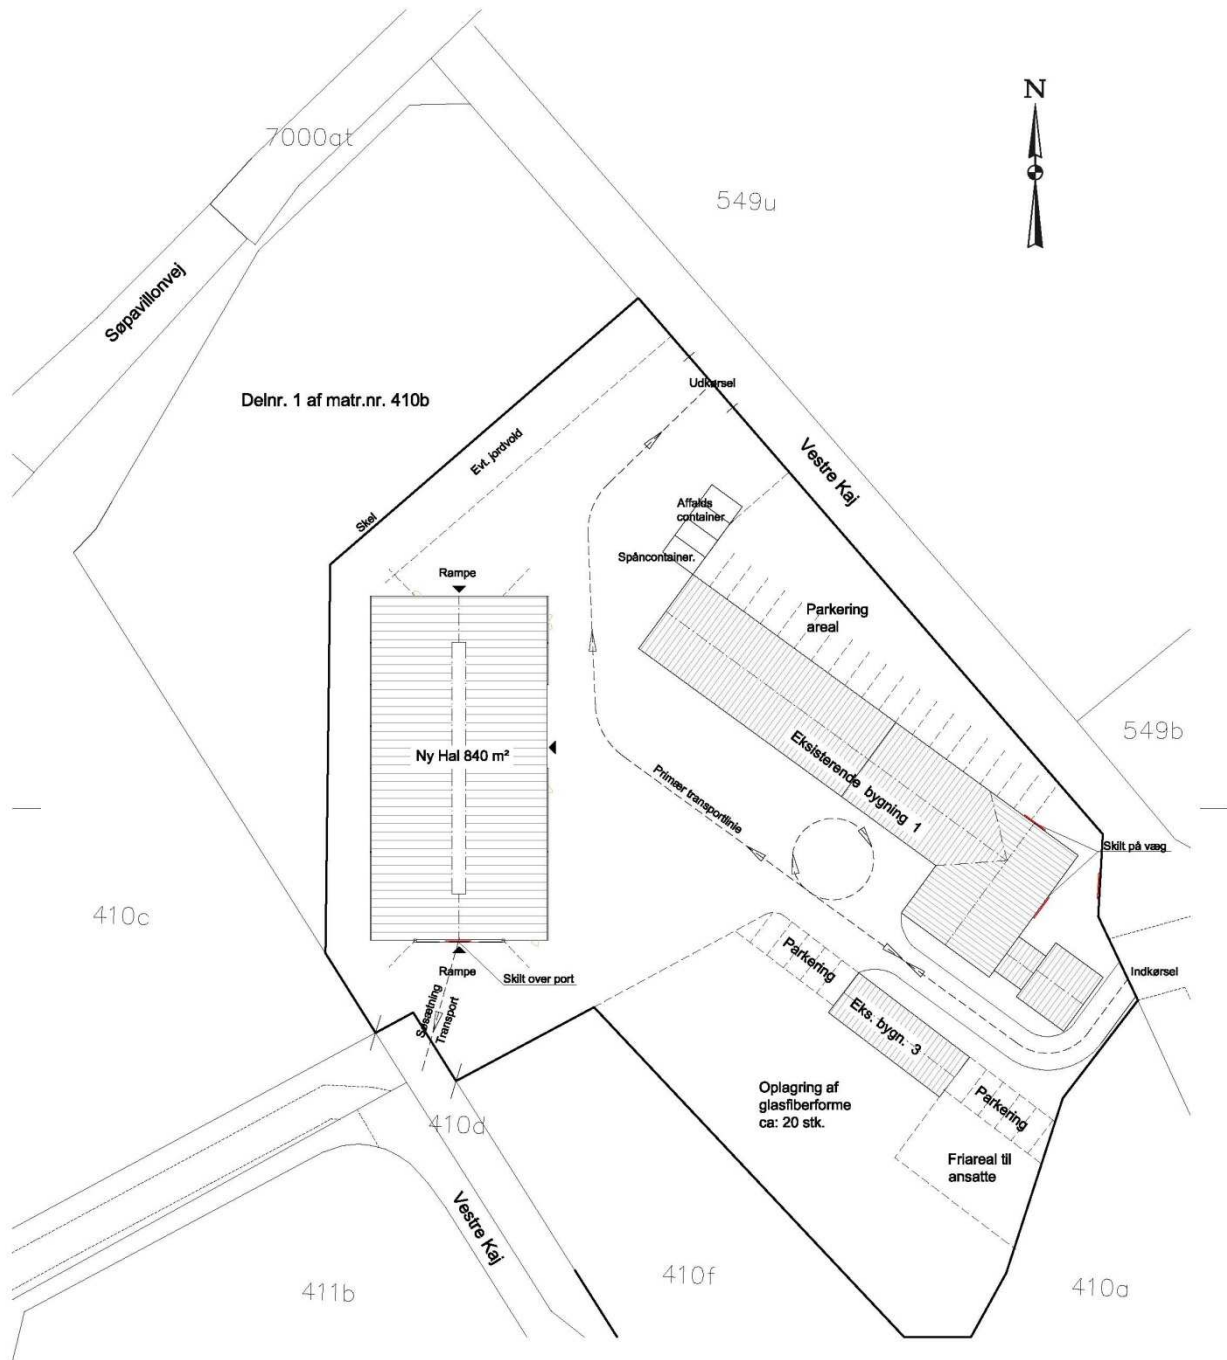 N
7000at
549u
Søpavillonvej
Delnr. 1 af matr.nr. 410b
Udkørsel
Evt. jordvold
Vestre Kaj
Skel
Affalds
container
Spåncontainer.
Rampe
Parkering
areal
549b
Ny Hal 840 m²
Eksisterende bygning 1
Primær transportlinie
Skilt på væg
410c
Parkering
Indkørsel
Rampe
Skilt over port
Søsætning
Transport
Eks. bygn. 3
Oplagring af
glasfiberforme
ca: 20 stk.
Parkering
410d
Friareal til
ansatte
Vestre Kaj
410f
411b
410a